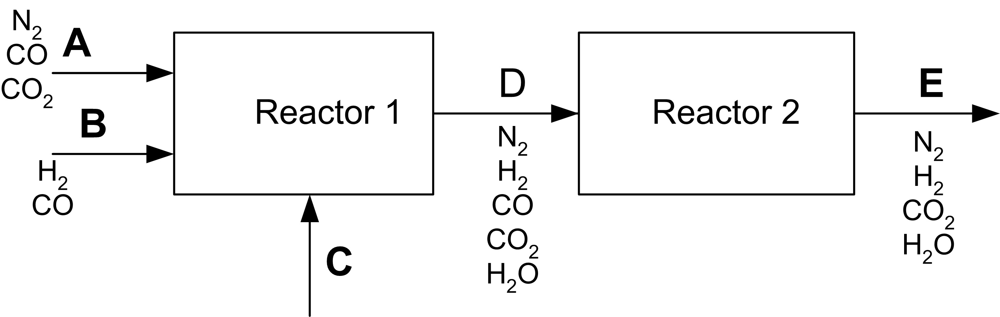 N₂
CO
CO₂
A
B
H₂
CO
Reactor 1
C
D
N₂
H₂
CO
CO₂
H₂O
Reactor 2
E
N₂
H₂
CO₂
H₂O